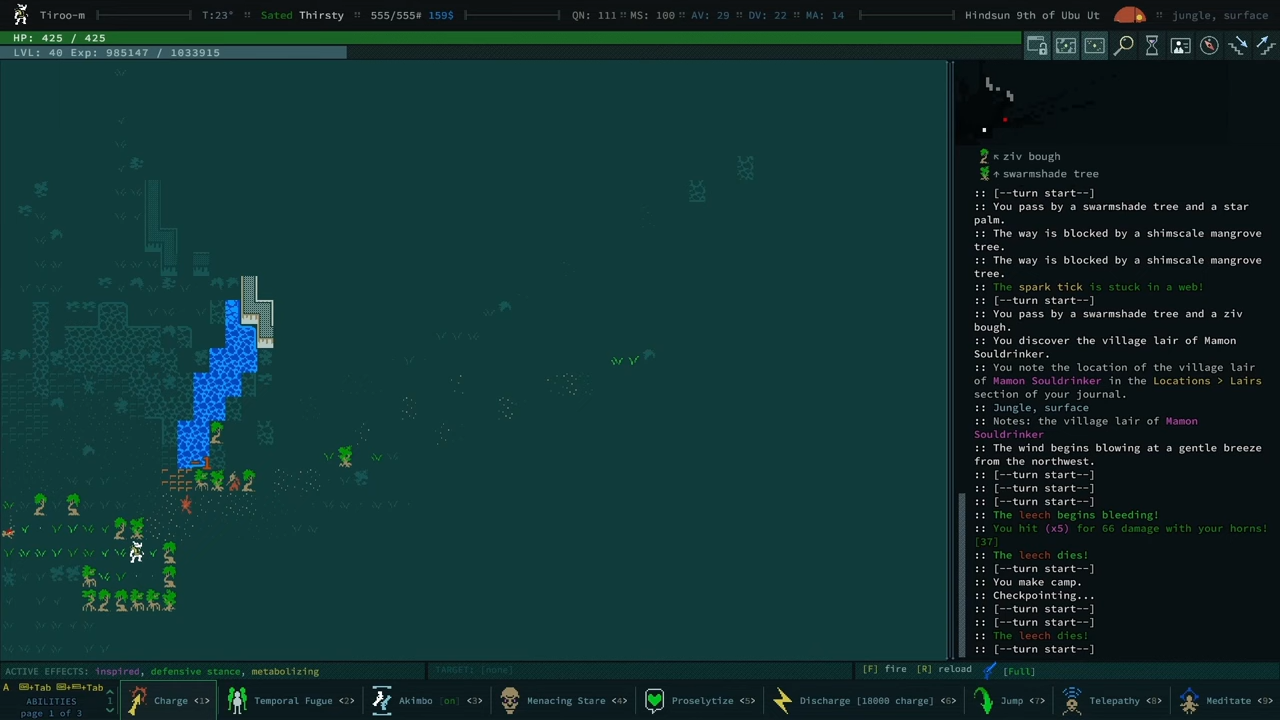 Tiroo-m T:23° Sated Thirsty 555/555# 159$ QN: 111 MS: 100 AV: 29 DV: 22 MA: 14 Hindsun 9th of Ubu Ut jungle, surface
HP: 425 / 425
LVL: 40 Exp: 985147 / 1033915
ziv bough
swarmshade tree
:: [--turn start--]
:: You pass by a swarmshade tree and a star
palm.
:: The way is blocked by a shimscale mangrove
tree.
:: The way is blocked by a shimscale mangrove
tree.
:: The spark tick is stuck in a web!
:: [--turn start--]
:: You pass by a swarmshade tree and a ziv
bough.
:: You discover the village lair of Mamon
Souldrinker.
:: You note the location of the village lair
of Mamon Souldrinker in the Locations > Lairs
section of your journal.
:: Jungle, surface
:: Notes: the village lair of Mamon
Souldrinker
:: The wind begins blowing at a gentle breeze
from the northwest.
:: [--turn start--]
:: [--turn start--]
:: [--turn start--]
:: The leech begins bleeding!
:: You hit (x5) for 66 damage with your horns!
[37]
:: The leech dies!
:: [--turn start--]
:: You make camp.
:: Checkpointing...
:: [--turn start--]
:: [--turn start--]
:: The leech dies!
:: [--turn start--]
-1
ACTIVE EFFECTS: inspired, defensive stance, metabolizing
TARGET: [none]
[F] fire [R] reload [Full]
A Tab Tab
ABILITIES 1
page 1 of 3
Charge <1> Temporal Fugue <2> Akimbo [on] <3> Menacing Stare <4> Proselytize <5> Discharge [18000 charge] <6> Jump <7> Telepathy <8> Meditate <9>